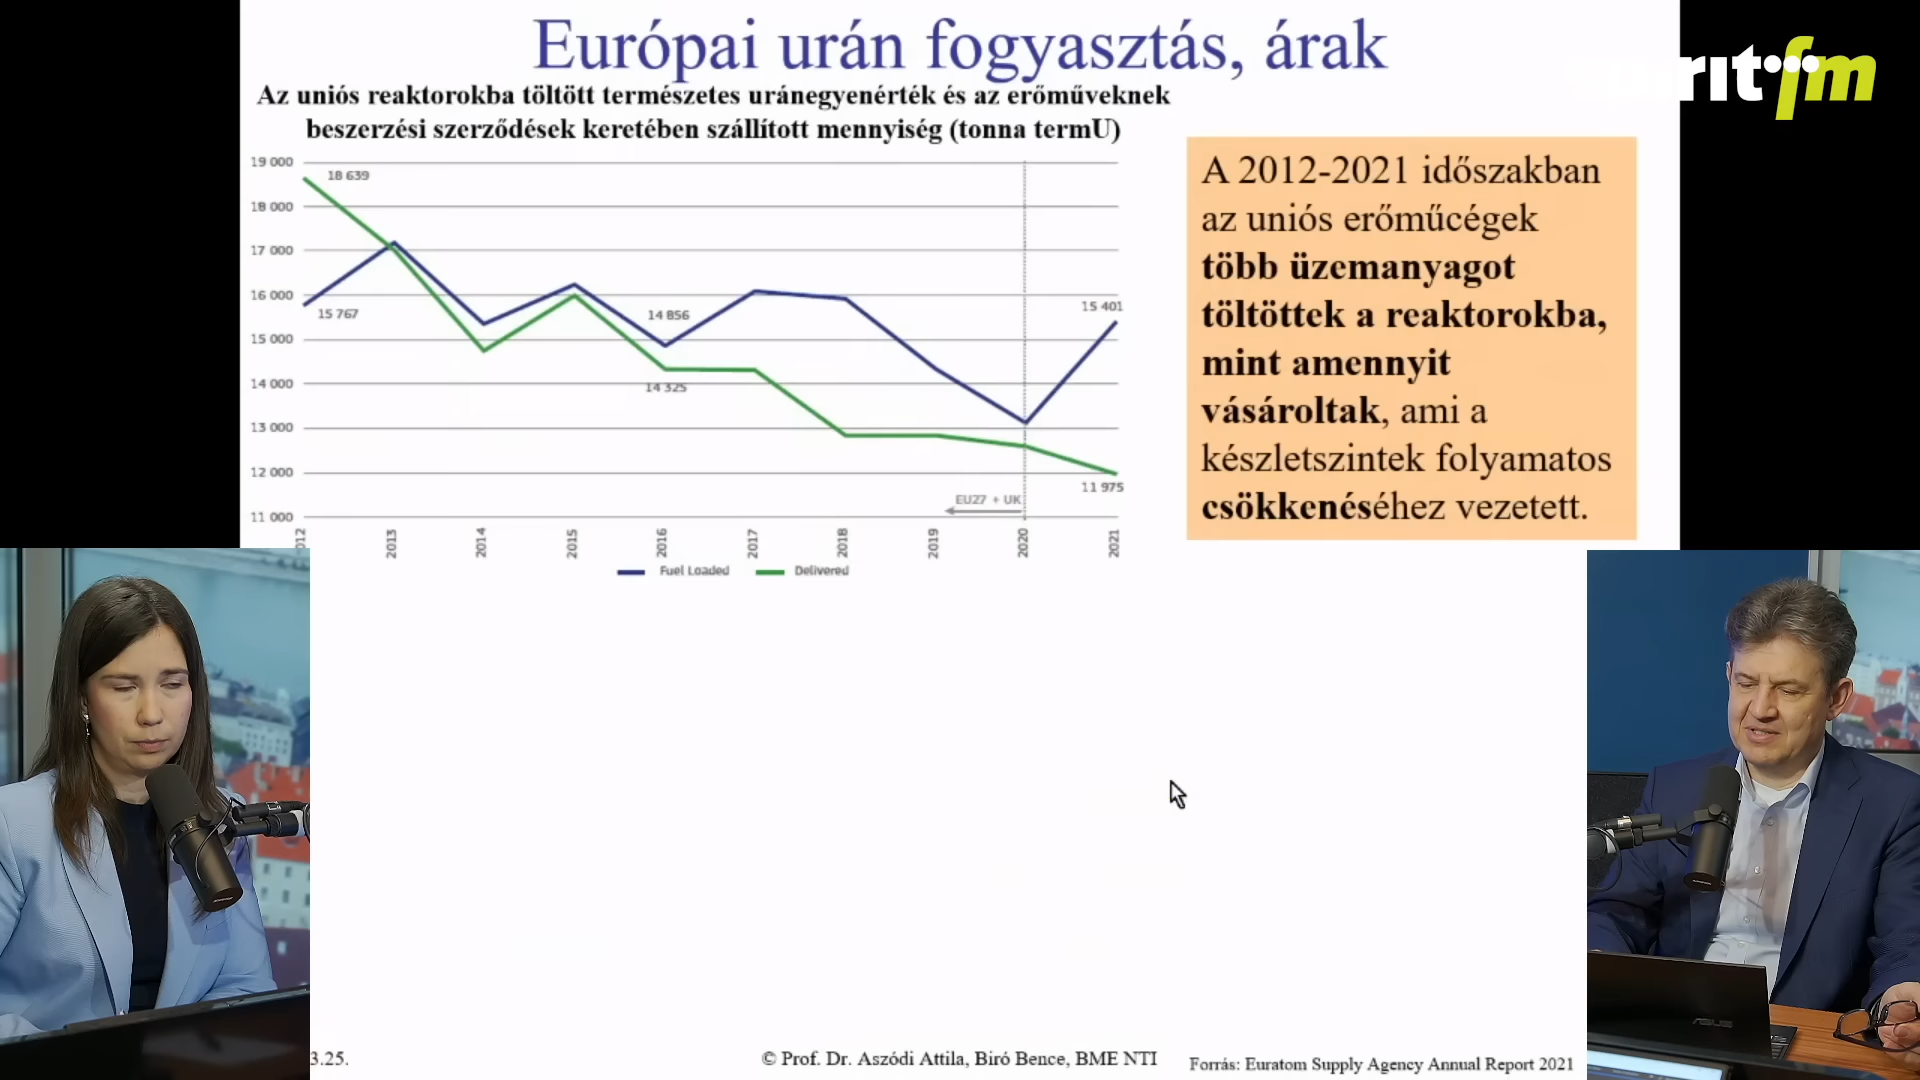 Európai urán fogyasztás, árak
Az uniós reaktorokba töltött természetes uránegyenérték és az erőműveknek
beszerzési szerződések keretében szállított mennyiség (tonna termU)
19 000
18 000
17 000
16 000
15 000
14 000
13 000
12 000
11 000
18 639
15 767
14 856
14 325
15 401
11 975
EU27 + UK
012
2013
2014
2015
2016
2017
2018
2019
2020
2021
Fuel Loaded
Delivered
A 2012-2021 időszakban
az uniós erőműcégek
több üzemanyagot
töltöttek a reaktorokba,
mint amennyit
vásároltak, ami a
készletszintek folyamatos
csökkenéséhez vezetett.
fm
ASUS
3.25.
© Prof. Dr. Aszódi Attila, Biró Bence, BME NTI
Forrás: Euratom Supply Agency Annual Report 2021